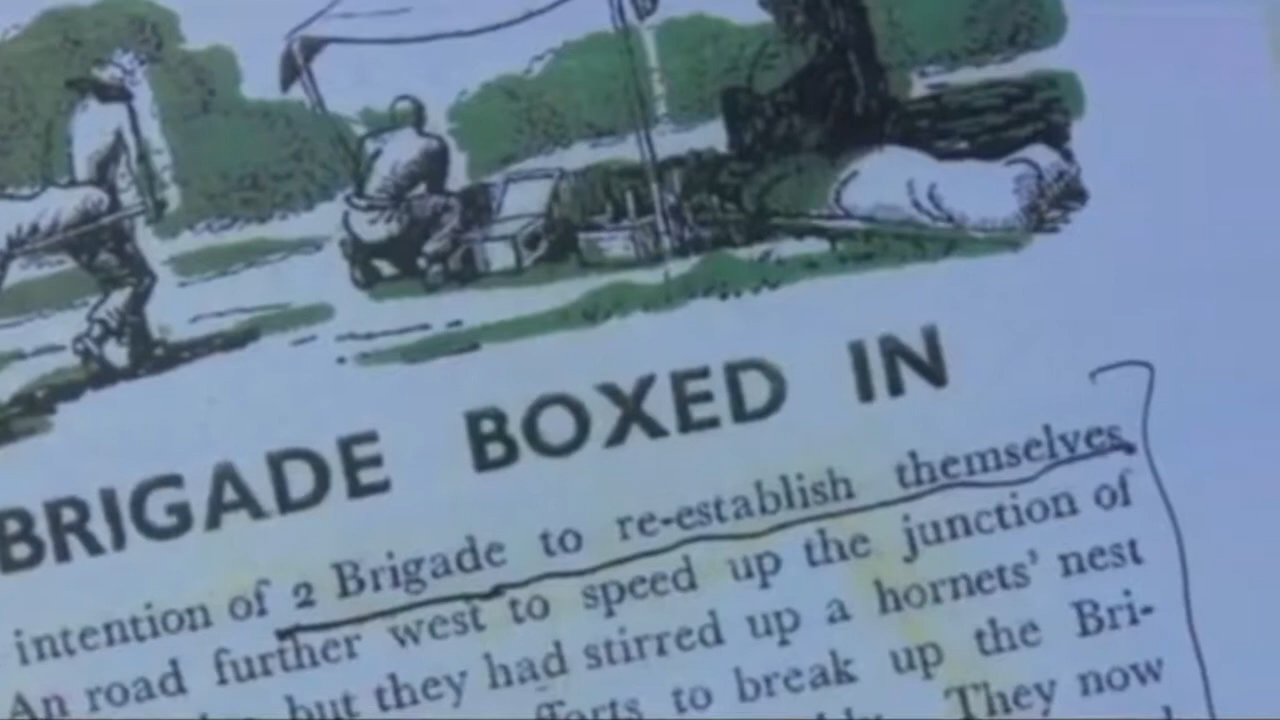 BRIGADE BOXED IN
intention of 2 Brigade to re-establish themselves
An road further west to speed up the junction of
but they had stirred up a hornets' nest
efforts to break up the Bri-
They now